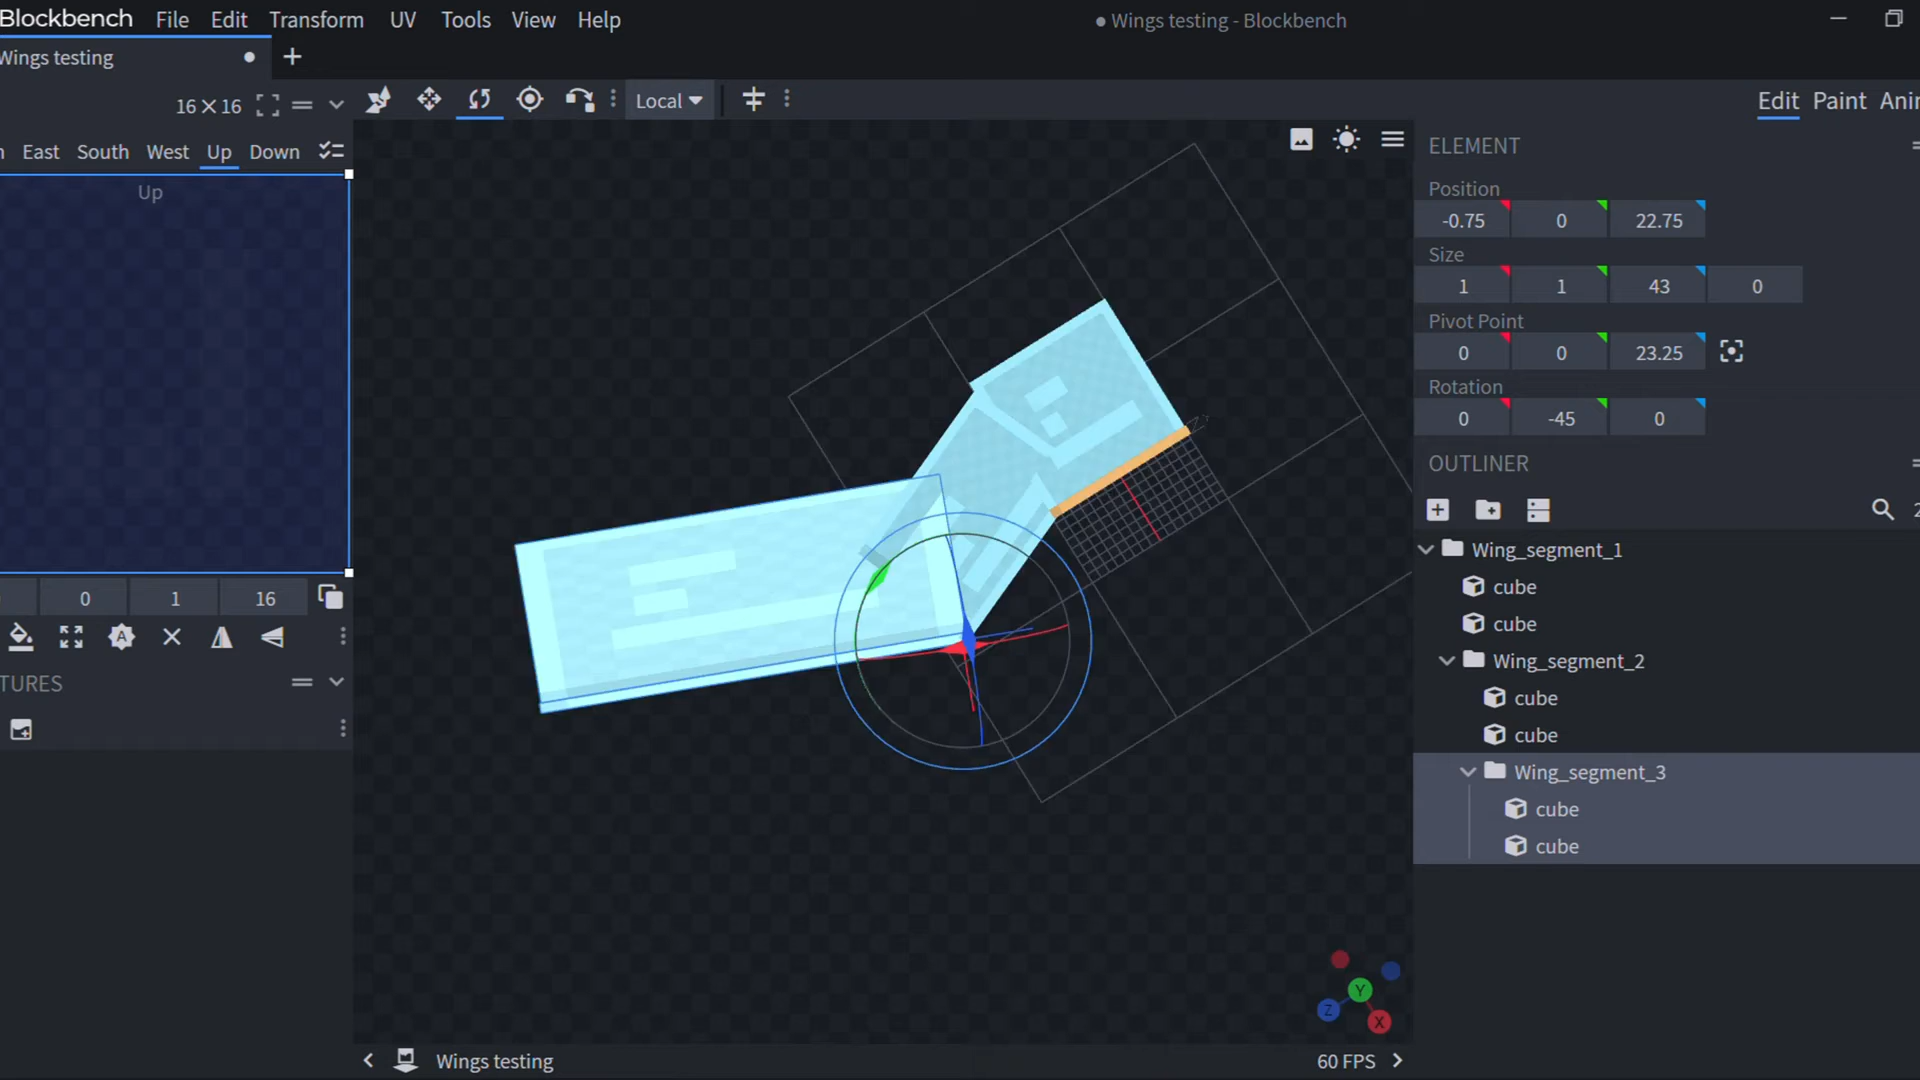 Blockbench File Edit Transform UV Tools View Help
● Wings testing - Blockbench
Wings testing
16×16
Local
Edit Paint Anir
East South West Up Down
Up
ELEMENT
Position
-0.75 0 22.75
Size
1 1 43 0
Pivot Point
0 0 23.25
Rotation
0 -45 0
OUTLINER
Wing_segment_1
cube
cube
Wing_segment_2
cube
cube
Wing_segment_3
cube
cube
0 1 16
TURES
Y
Z
X
Wings testing
60 FPS